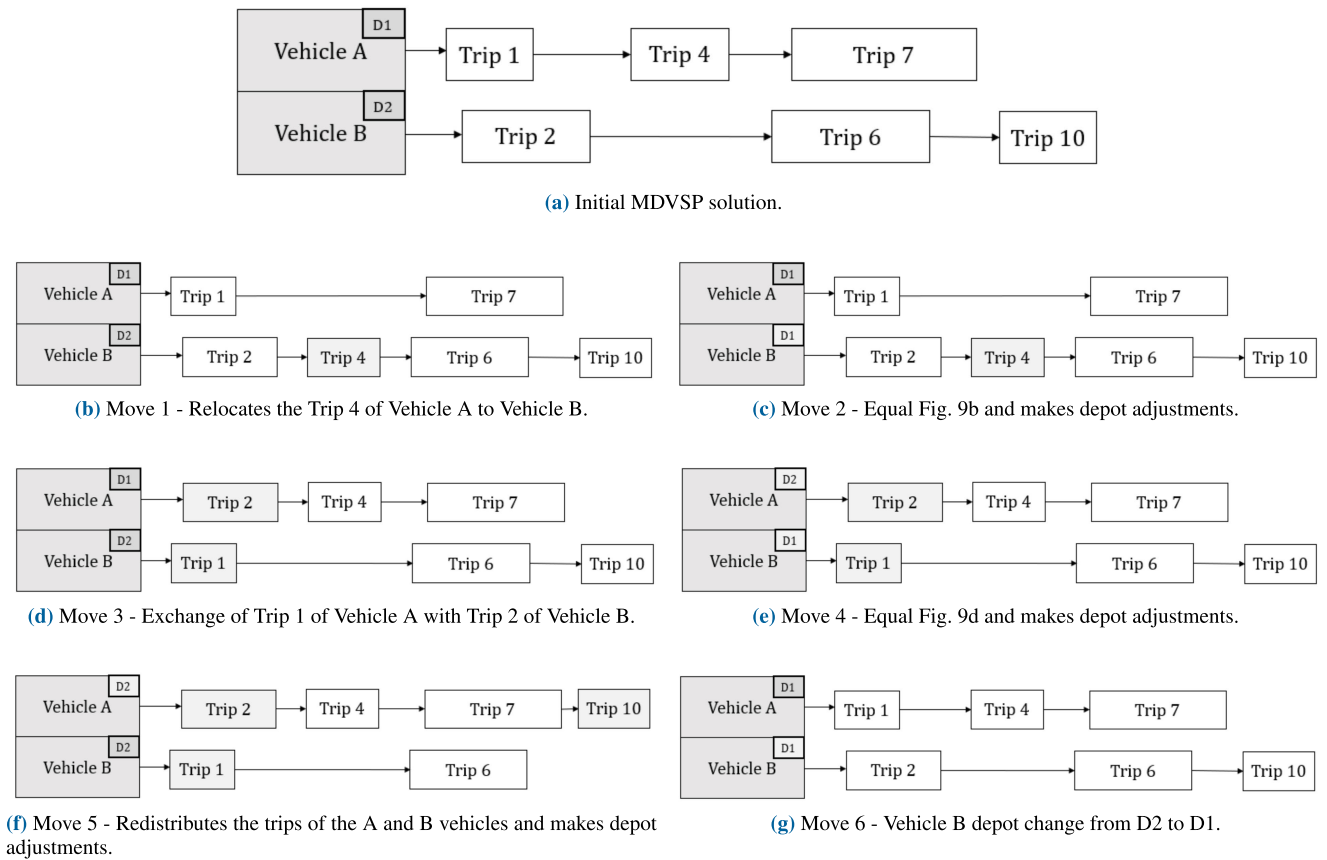 D1
Vehicle A
Trip 1
Trip 4
Trip 7
D2
Vehicle B
Trip 2
Trip 6
Trip 10
(a) Initial MDVSP solution.
D1
Vehicle A
Trip 1
Trip 7
D2
Vehicle B
Trip 2
Trip 4
Trip 6
Trip 10
(b) Move 1 - Relocates the Trip 4 of Vehicle A to Vehicle B.
D1
Vehicle A
Trip 1
Trip 7
D1
Vehicle B
Trip 2
Trip 4
Trip 6
Trip 10
(c) Move 2 - Equal Fig. 9b and makes depot adjustments.
D1
Vehicle A
Trip 2
Trip 4
Trip 7
D2
Vehicle B
Trip 1
Trip 6
Trip 10
(d) Move 3 - Exchange of Trip 1 of Vehicle A with Trip 2 of Vehicle B.
D2
Vehicle A
Trip 2
Trip 4
Trip 7
D1
Vehicle B
Trip 1
Trip 6
Trip 10
(e) Move 4 - Equal Fig. 9d and makes depot adjustments.
D2
Vehicle A
Trip 2
Trip 4
Trip 7
Trip 10
D2
Vehicle B
Trip 1
Trip 6
(f) Move 5 - Redistributes the trips of the A and B vehicles and makes depot
adjustments.
D1
Vehicle A
Trip 1
Trip 4
Trip 7
D1
Vehicle B
Trip 2
Trip 6
Trip 10
(g) Move 6 - Vehicle B depot change from D2 to D1.